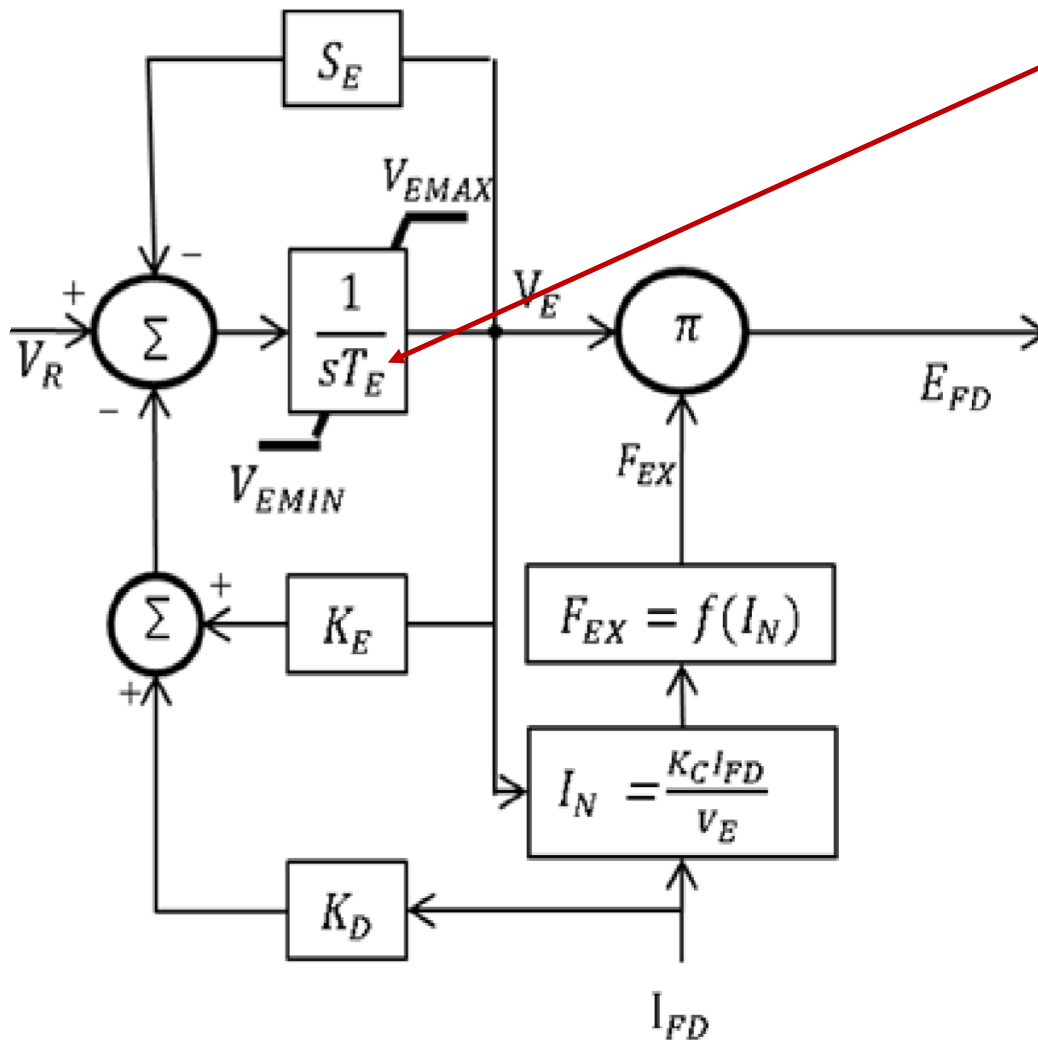 S_E
V_EMAX
+
−
V_R
Σ
1
sT_E
V_E
π
E_FD
−
V_EMIN
F_EX
Σ
+
K_E
F_EX = f(I_N)
+
I_N = K_C I_FD / V_E
K_D
I_FD